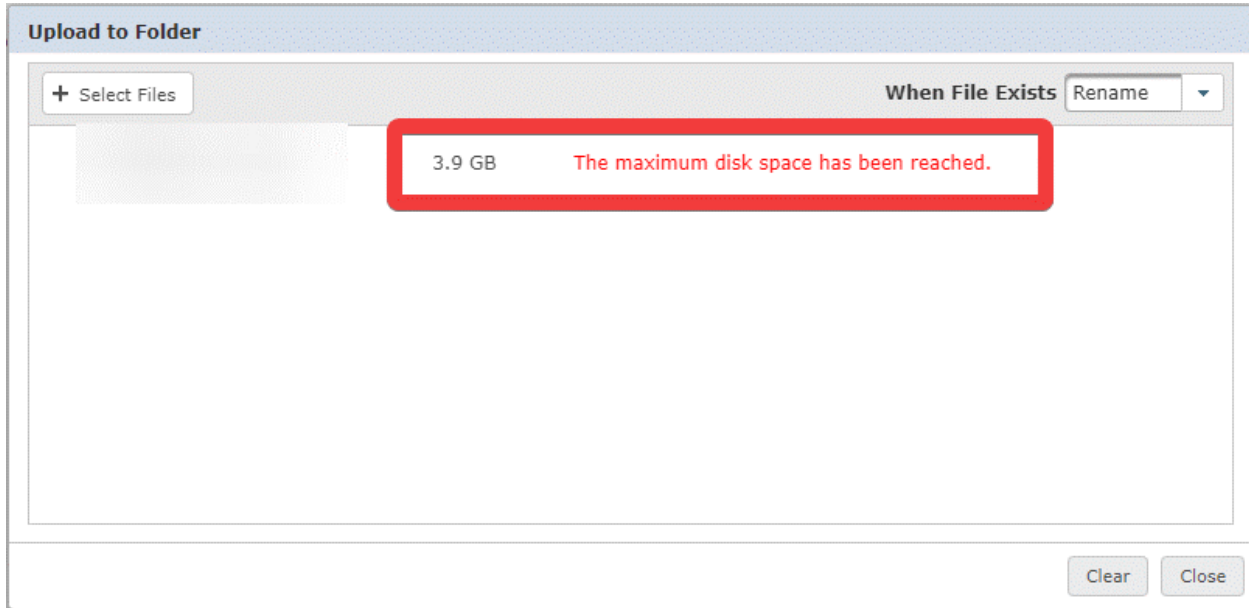 Upload to Folder
+ Select Files
When File Exists Rename
3.9 GB The maximum disk space has been reached.
Clear Close